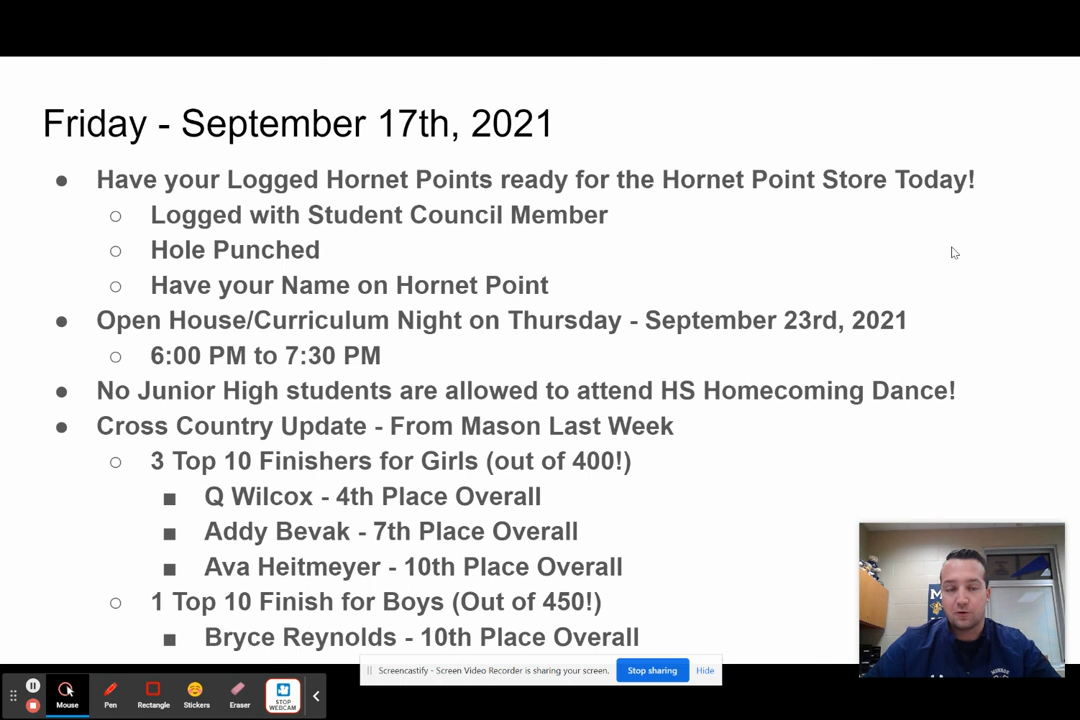 Friday - September 17th, 2021
● Have your Logged Hornet Points ready for the Hornet Point Store Today!
○ Logged with Student Council Member
○ Hole Punched
○ Have your Name on Hornet Point
● Open House/Curriculum Night on Thursday - September 23rd, 2021
○ 6:00 PM to 7:30 PM
● No Junior High students are allowed to attend HS Homecoming Dance!
● Cross Country Update - From Mason Last Week
○ 3 Top 10 Finishers for Girls (out of 400!)
■ Q Wilcox - 4th Place Overall
■ Addy Bevak - 7th Place Overall
■ Ava Heitmeyer - 10th Place Overall
○ 1 Top 10 Finish for Boys (Out of 450!)
■ Bryce Reynolds - 10th Place Overall
Screencastify - Screen Video Recorder is sharing your screen. Stop sharing Hide
Mouse Pen Rectangle Stickers Eraser STOP WEBCAM
MONROE